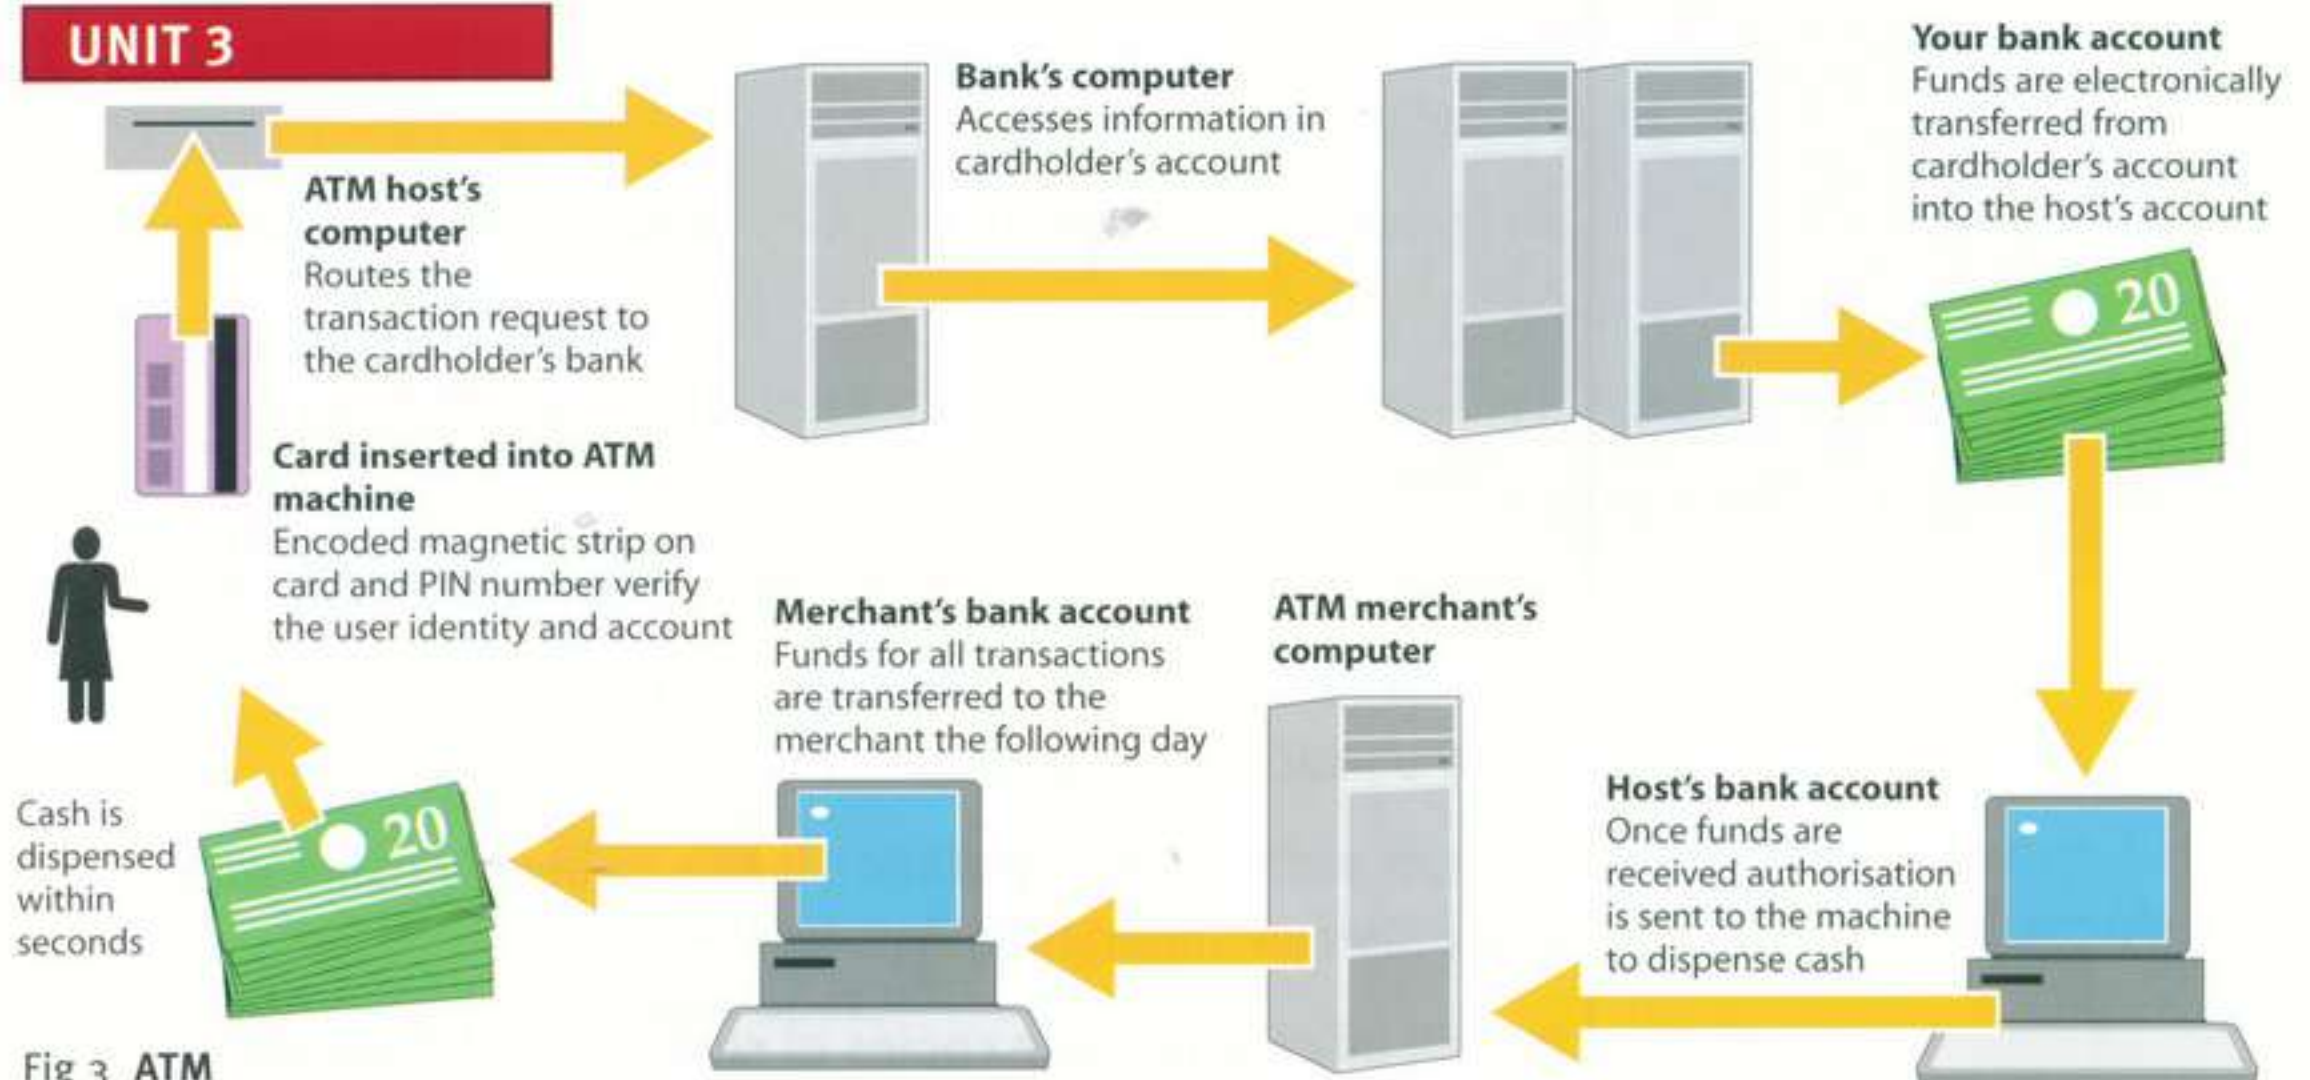 UNIT 3
ATM host's
computer
Routes the
transaction request to
the cardholder's bank
Bank's computer
Accesses information in
cardholder's account
Your bank account
Funds are electronically
transferred from
cardholder's account
into the host's account
20
Card inserted into ATM
machine
Encoded magnetic strip on
card and PIN number verify
the user identity and account
Merchant's bank account
Funds for all transactions
are transferred to the
merchant the following day
ATM merchant's
computer
Host's bank account
Once funds are
received authorisation
is sent to the machine
to dispense cash
Cash is
dispensed
within
seconds
20
Fig 3 ATM